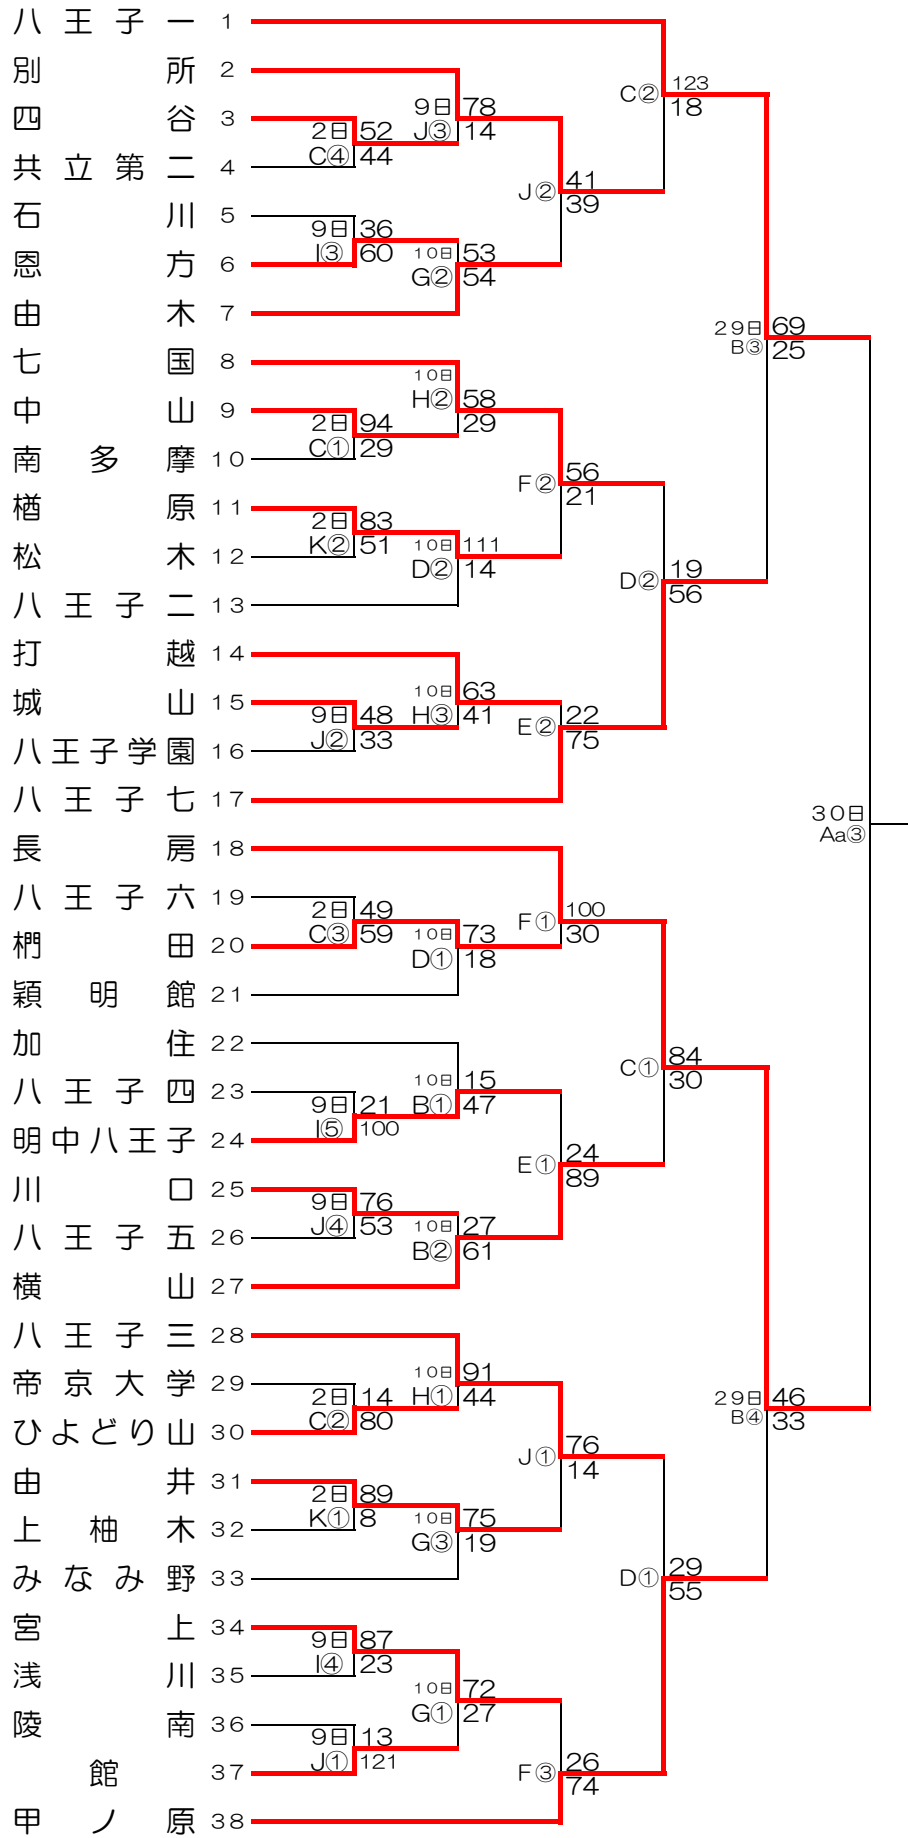 八王子一 1
別所 2
四谷 3
共立第二 4
石川 5
恩方 6
由木 7
七国 8
中山 9
南多摩 10
楢原 11
松木 12
八王子二 13
打越 14
城山 15
八王子学園 16
八王子七 17
長房 18
八王子六 19
椚田 20
穎明館 21
加住 22
八王子四 23
明中八王子 24
川口 25
八王子五 26
横山 27
八王子三 28
帝京大学 29
ひよどり山 30
由井 31
上柚木 32
みなみ野 33
宮上 34
浅川 35
陵南 36
館 37
甲ノ原 38
2日 C④ 52 44
9日 I③ 36 60
2日 C① 94 29
2日 K② 83 51
9日 J② 48 33
2日 C③ 49 59
9日 I⑤ 21 100
9日 J④ 76 53
2日 C② 14 80
2日 K① 89 8
9日 I④ 87 23
9日 J① 13 121
9日 J③ 78 14
10日 G② 53 54
10日 H② 58 29
10日 D② 111 14
10日 H③ 63 41
10日 D① 73 18
10日 B① 15 47
10日 B② 27 61
10日 H① 91 44
10日 G③ 75 19
10日 G① 72 27
J② 41 39
F② 56 21
E② 22 75
F① 100 30
E① 24 89
J① 76 14
F③ 26 74
C② 123 18
D② 19 56
C① 84 30
D① 29 55
29日 B③ 69 25
29日 B④ 46 33
30日 Aa③